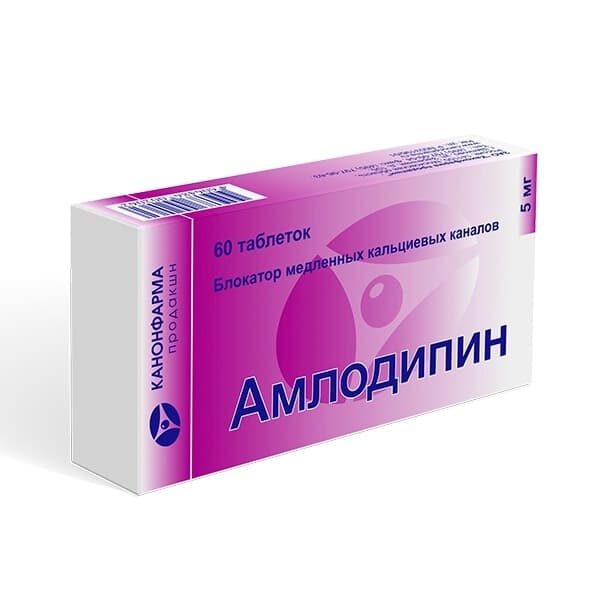 60 таблеток
Блокатор медленных кальциевых каналов
Амлодипин
5 мг
КАНОНФАРМА
продакшн